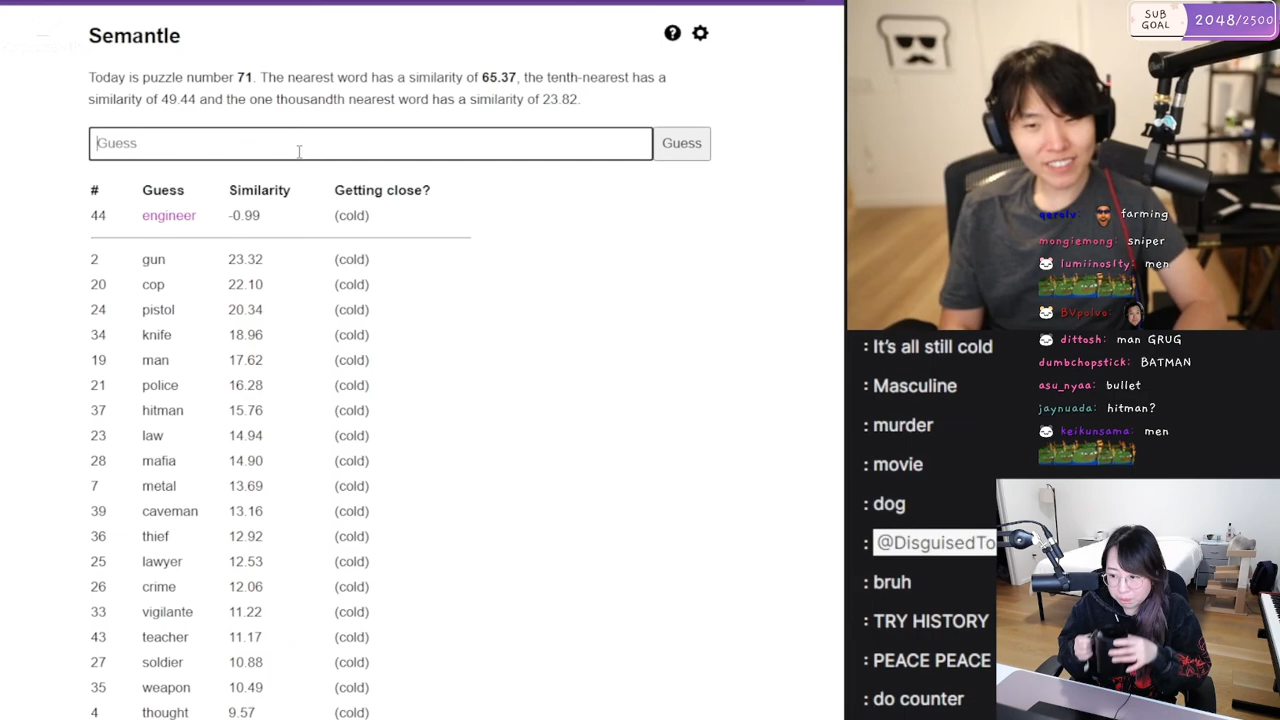 Semantle
Today is puzzle number 71. The nearest word has a similarity of 65.37, the tenth-nearest has a
similarity of 49.44 and the one thousandth nearest word has a similarity of 23.82.
Guess Guess
# Guess Similarity Getting close?
44 engineer -0.99 (cold)
2 gun 23.32 (cold)
20 cop 22.10 (cold)
24 pistol 20.34 (cold)
34 knife 18.96 (cold)
19 man 17.62 (cold)
21 police 16.28 (cold)
37 hitman 15.76 (cold)
23 law 14.94 (cold)
28 mafia 14.90 (cold)
7 metal 13.69 (cold)
39 caveman 13.16 (cold)
36 thief 12.92 (cold)
25 lawyer 12.53 (cold)
26 crime 12.06 (cold)
33 vigilante 11.22 (cold)
43 teacher 11.17 (cold)
27 soldier 10.88 (cold)
35 weapon 10.49 (cold)
4 thought 9.57 (cold)
SUB
GOAL
2048/2500
qerolv: farming
mongiemong: sniper
lumiinos1ty: men
BVpolvo:
dittosh: man GRUG
dumbchopstick: BATMAN
asu_nyaa: bullet
jaynuada: hitman?
keikunsama: men
: It's all still cold
: Masculine
: murder
: movie
: dog
: @DisguisedTo
: bruh
: TRY HISTORY
: PEACE PEACE
: do counter